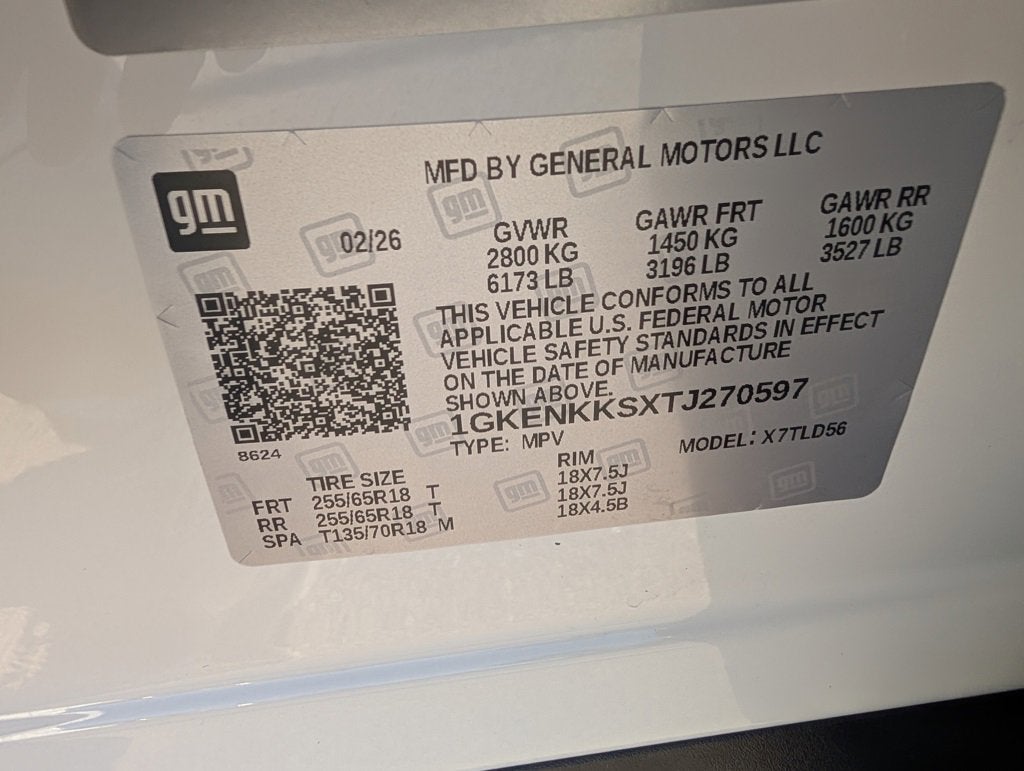 gm
MFD BY GENERAL MOTORS LLC
02/26
GVWR
2800 KG
6173 LB
GAWR FRT
1450 KG
3196 LB
GAWR RR
1600 KG
3527 LB
THIS VEHICLE CONFORMS TO ALL
APPLICABLE U.S. FEDERAL MOTOR
VEHICLE SAFETY STANDARDS IN EFFECT
ON THE DATE OF MANUFACTURE
SHOWN ABOVE.
1GKENKKSXTJ270597
TYPE: MPV
MODEL: X7TLD56
8624
TIRE SIZE
RIM
FRT 255/65R18 T 18X7.5J
RR 255/65R18 T 18X7.5J
SPA T135/70R18 M 18X4.5B